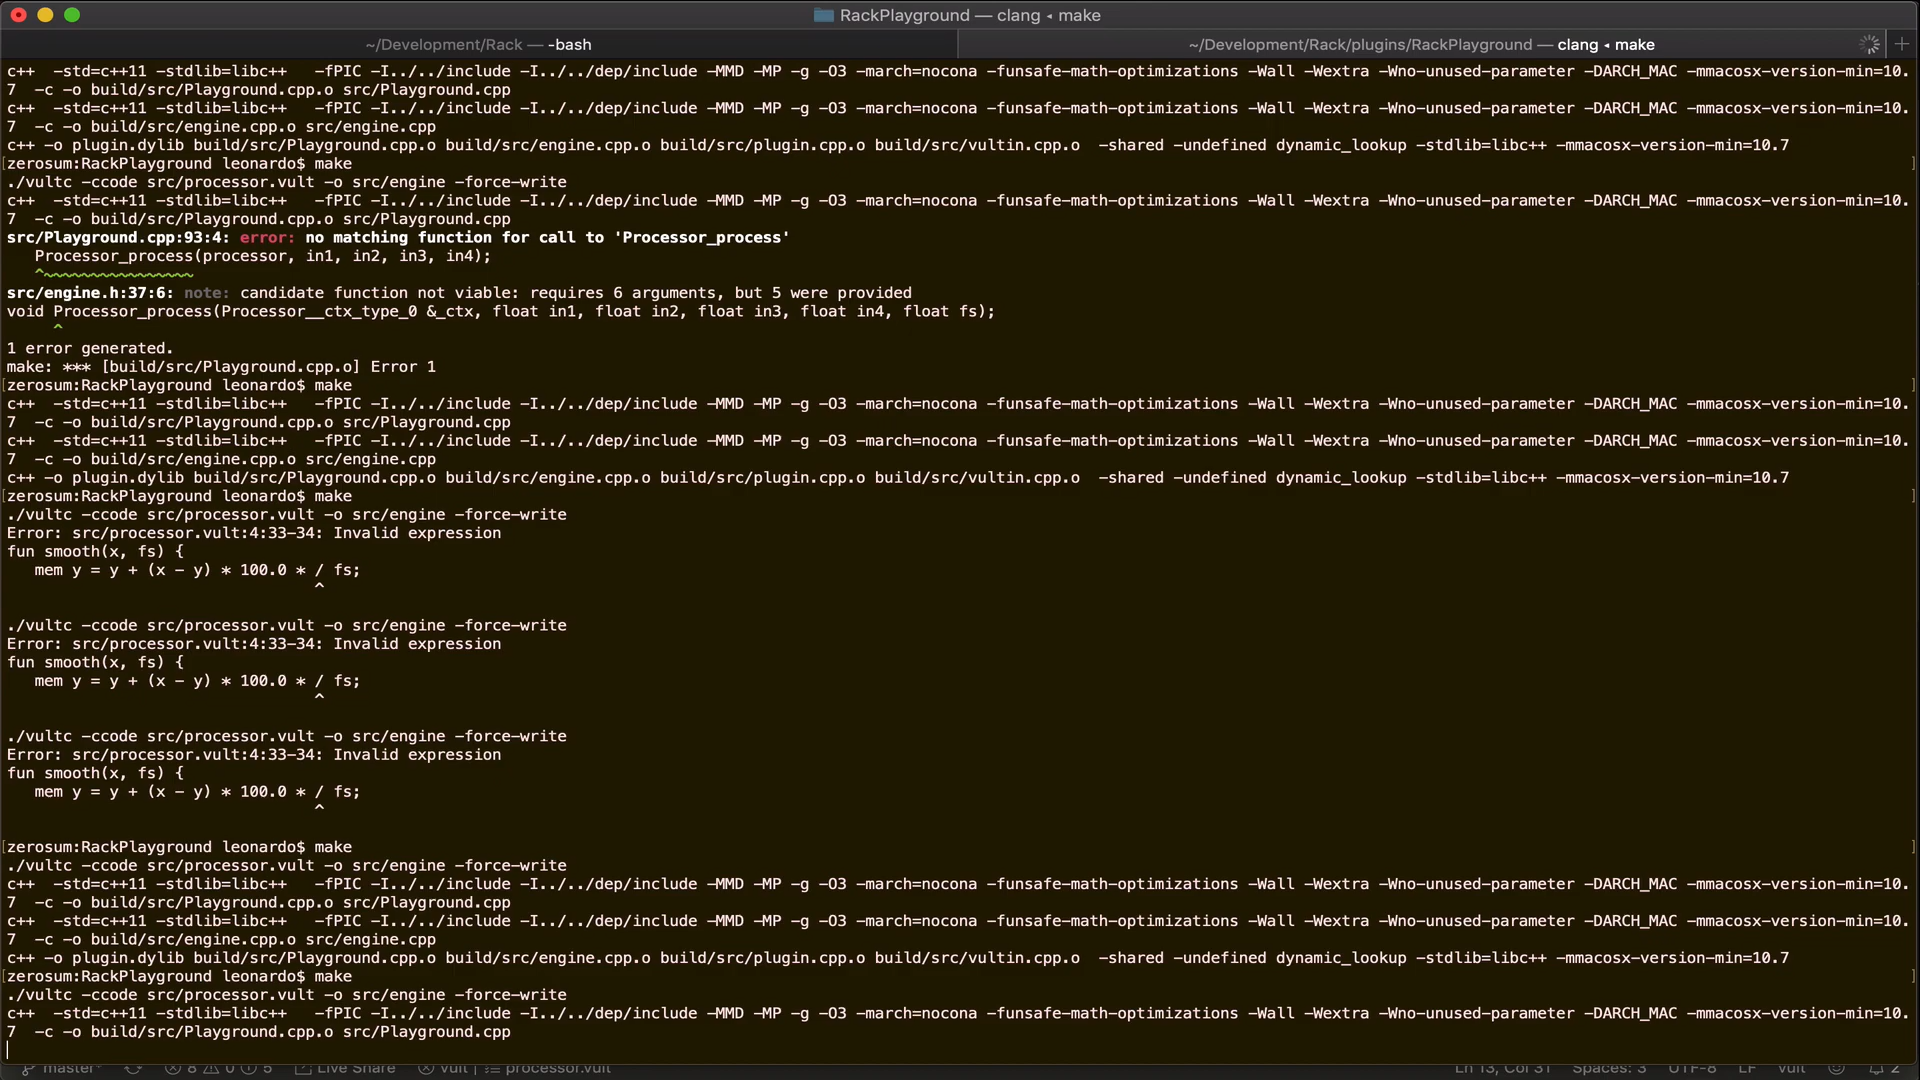 RackPlayground — clang ◂ make
~/Development/Rack — -bash
~/Development/Rack/plugins/RackPlayground — clang ◂ make
c++  -std=c++11 -stdlib=libc++   -fPIC -I../../include -I../../dep/include -MMD -MP -g -O3 -march=nocona -funsafe-math-optimizations -Wall -Wextra -Wno-unused-parameter -DARCH_MAC -mmacosx-version-min=10.
7  -c -o build/src/Playground.cpp.o src/Playground.cpp
c++  -std=c++11 -stdlib=libc++   -fPIC -I../../include -I../../dep/include -MMD -MP -g -O3 -march=nocona -funsafe-math-optimizations -Wall -Wextra -Wno-unused-parameter -DARCH_MAC -mmacosx-version-min=10.
7  -c -o build/src/engine.cpp.o src/engine.cpp
c++ -o plugin.dylib build/src/Playground.cpp.o build/src/engine.cpp.o build/src/plugin.cpp.o build/src/vultin.cpp.o  -shared -undefined dynamic_lookup -stdlib=libc++ -mmacosx-version-min=10.7
[zerosum:RackPlayground leonardo$ make ]
./vultc -ccode src/processor.vult -o src/engine -force-write
c++  -std=c++11 -stdlib=libc++   -fPIC -I../../include -I../../dep/include -MMD -MP -g -O3 -march=nocona -funsafe-math-optimizations -Wall -Wextra -Wno-unused-parameter -DARCH_MAC -mmacosx-version-min=10.
7  -c -o build/src/Playground.cpp.o src/Playground.cpp
src/Playground.cpp:93:4: error: no matching function for call to 'Processor_process'
   Processor_process(processor, in1, in2, in3, in4);
   ^~~~~~~~~~~~~~~~~
src/engine.h:37:6: note: candidate function not viable: requires 6 arguments, but 5 were provided
void Processor_process(Processor__ctx_type_0 &_ctx, float in1, float in2, float in3, float in4, float fs);
     ^
1 error generated.
make: *** [build/src/Playground.cpp.o] Error 1
[zerosum:RackPlayground leonardo$ make ]
c++  -std=c++11 -stdlib=libc++   -fPIC -I../../include -I../../dep/include -MMD -MP -g -O3 -march=nocona -funsafe-math-optimizations -Wall -Wextra -Wno-unused-parameter -DARCH_MAC -mmacosx-version-min=10.
7  -c -o build/src/Playground.cpp.o src/Playground.cpp
c++  -std=c++11 -stdlib=libc++   -fPIC -I../../include -I../../dep/include -MMD -MP -g -O3 -march=nocona -funsafe-math-optimizations -Wall -Wextra -Wno-unused-parameter -DARCH_MAC -mmacosx-version-min=10.
7  -c -o build/src/engine.cpp.o src/engine.cpp
c++ -o plugin.dylib build/src/Playground.cpp.o build/src/engine.cpp.o build/src/plugin.cpp.o build/src/vultin.cpp.o  -shared -undefined dynamic_lookup -stdlib=libc++ -mmacosx-version-min=10.7
[zerosum:RackPlayground leonardo$ make ]
./vultc -ccode src/processor.vult -o src/engine -force-write
Error: src/processor.vult:4:33-34: Invalid expression
fun smooth(x, fs) {
   mem y = y + (x - y) * 100.0 * / fs;
                                 ^
./vultc -ccode src/processor.vult -o src/engine -force-write
Error: src/processor.vult:4:33-34: Invalid expression
fun smooth(x, fs) {
   mem y = y + (x - y) * 100.0 * / fs;
                                 ^
./vultc -ccode src/processor.vult -o src/engine -force-write
Error: src/processor.vult:4:33-34: Invalid expression
fun smooth(x, fs) {
   mem y = y + (x - y) * 100.0 * / fs;
                                 ^
[zerosum:RackPlayground leonardo$ make ]
./vultc -ccode src/processor.vult -o src/engine -force-write
c++  -std=c++11 -stdlib=libc++   -fPIC -I../../include -I../../dep/include -MMD -MP -g -O3 -march=nocona -funsafe-math-optimizations -Wall -Wextra -Wno-unused-parameter -DARCH_MAC -mmacosx-version-min=10.
7  -c -o build/src/Playground.cpp.o src/Playground.cpp
c++  -std=c++11 -stdlib=libc++   -fPIC -I../../include -I../../dep/include -MMD -MP -g -O3 -march=nocona -funsafe-math-optimizations -Wall -Wextra -Wno-unused-parameter -DARCH_MAC -mmacosx-version-min=10.
7  -c -o build/src/engine.cpp.o src/engine.cpp
c++ -o plugin.dylib build/src/Playground.cpp.o build/src/engine.cpp.o build/src/plugin.cpp.o build/src/vultin.cpp.o  -shared -undefined dynamic_lookup -stdlib=libc++ -mmacosx-version-min=10.7
[zerosum:RackPlayground leonardo$ make ]
./vultc -ccode src/processor.vult -o src/engine -force-write
c++  -std=c++11 -stdlib=libc++   -fPIC -I../../include -I../../dep/include -MMD -MP -g -O3 -march=nocona -funsafe-math-optimizations -Wall -Wextra -Wno-unused-parameter -DARCH_MAC -mmacosx-version-min=10.
7  -c -o build/src/Playground.cpp.o src/Playground.cpp
master* 8 0 5 Live Share vult processor.vult Ln 13, Col 31 Spaces: 3 UTF-8 LF Vult 2